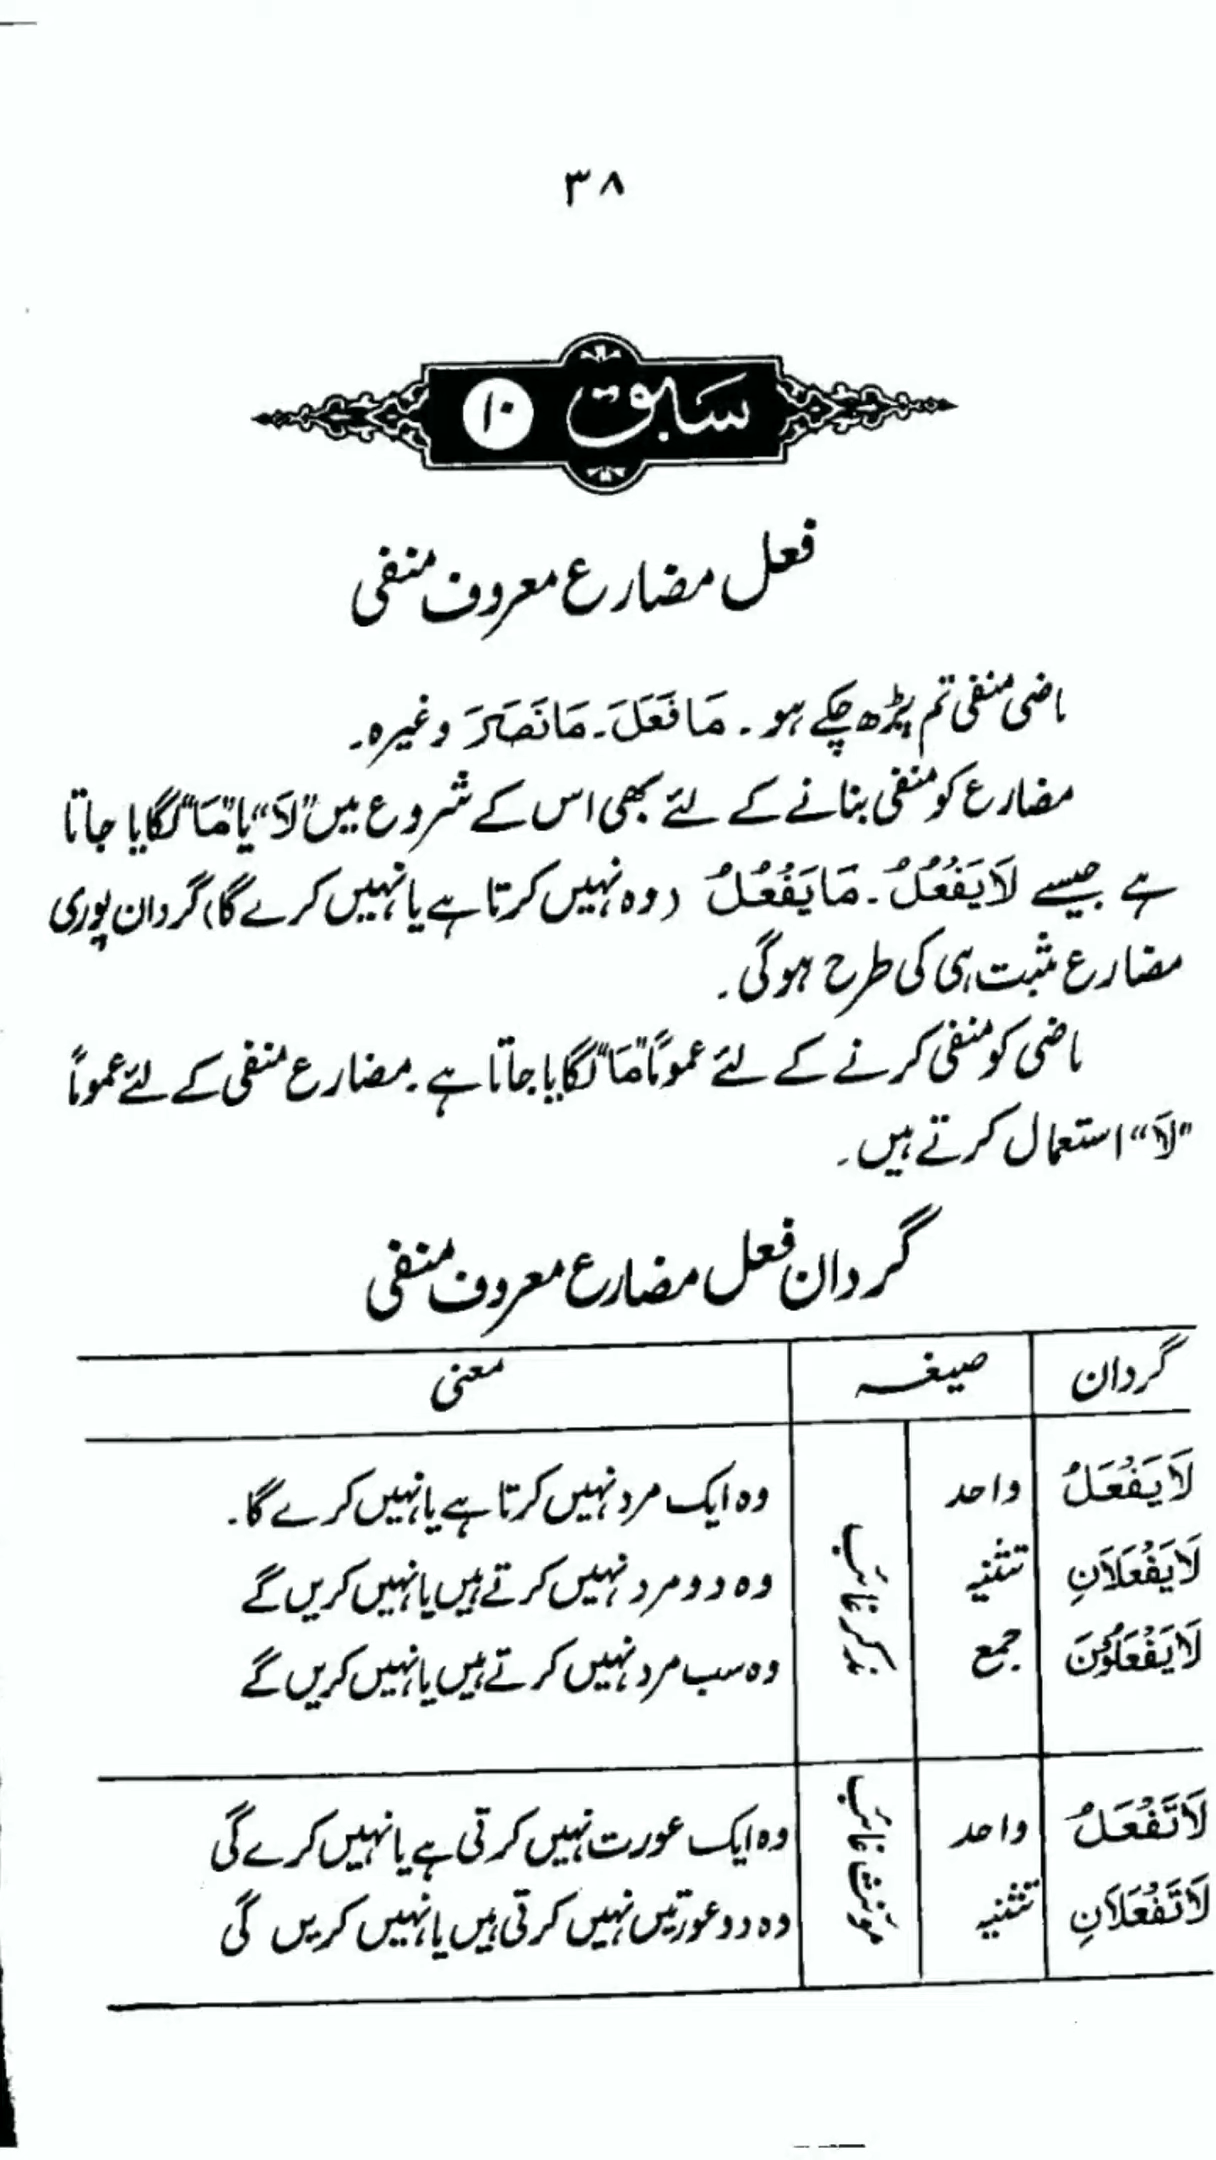 ۳۸
سبق ۱۰
فعل مضارع معروف منفی
ماضی منفی تم پڑھ چکے ہو۔ مَا فَعَلَ۔ مَا نَصَرَ وغیرہ۔
مضارع کو منفی بنانے کے لئے بھی اس کے شروع میں "لَا" یا "مَا" لگایا جاتا
ہے جیسے لَا یَفْعُلُ۔ مَا یَفْعُلُ (وہ نہیں کرتا ہے یا نہیں کرے گا) گردان پوری
مضارع مثبت ہی کی طرح ہوگی۔
ماضی کو منفی کرنے کے لئے عموماً "مَا" لگایا جاتا ہے۔ مضارع منفی کے لئے عموماً
"لَا" استعمال کرتے ہیں۔
گردان فعل مضارع معروف منفی
گردان صیغہ معنی
لَا یَفْعَلُ واحد مذکر غائب وہ ایک مرد نہیں کرتا ہے یا نہیں کرے گا۔
لَا یَفْعَلَانِ تثنیہ وہ دو مرد نہیں کرتے ہیں یا نہیں کریں گے
لَا یَفْعَلُوْنَ جمع وہ سب مرد نہیں کرتے ہیں یا نہیں کریں گے
لَا تَفْعَلُ واحد مؤنث غائب وہ ایک عورت نہیں کرتی ہے یا نہیں کرے گی
لَا تَفْعَلَانِ تثنیہ وہ دو عورتیں نہیں کرتی ہیں یا نہیں کریں گی